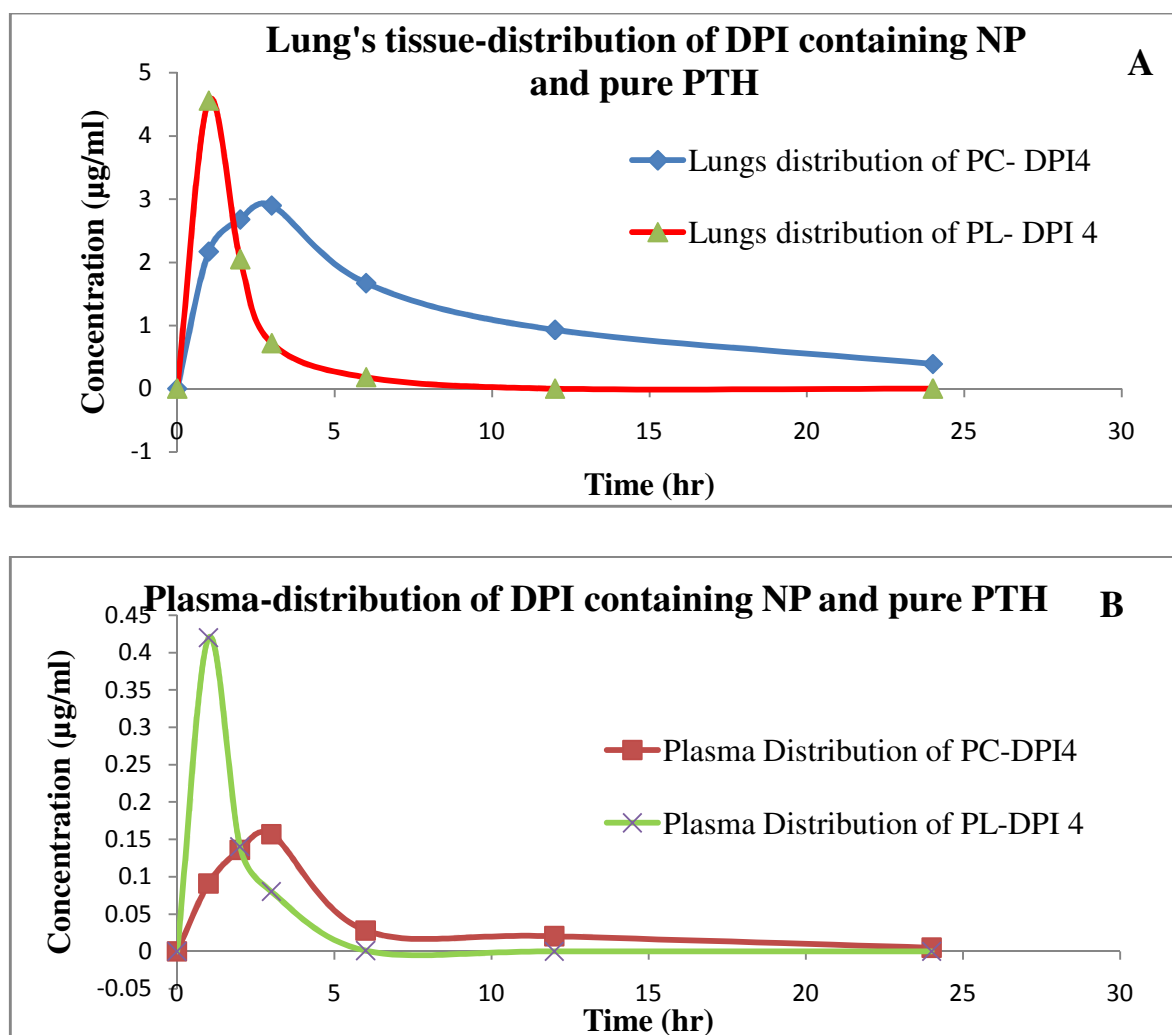 Lung's tissue-distribution of DPI containing NP
and pure PTH
A
5
4
3
2
1
0
-1
Concentration (µg/ml)
Lungs distribution of PC- DPI4
Lungs distribution of PL- DPI 4
0 5 10 15 20 25 30
Time (hr)
Plasma-distribution of DPI containing NP and pure PTH
B
0.45
0.4
0.35
0.3
0.25
0.2
0.15
0.1
0.05
0
-0.05
Concentration (µg/ml)
Plasma Distribution of PC-DPI4
Plasma Distribution of PL-DPI 4
0 5 10 15 20 25 30
Time (hr)